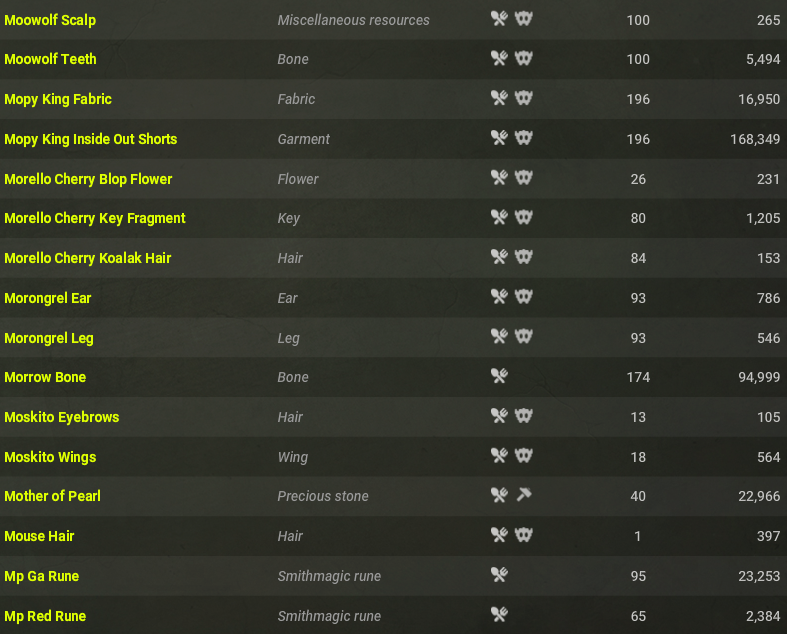 Moowolf Scalp Miscellaneous resources 100 265
Moowolf Teeth Bone 100 5,494
Mopy King Fabric Fabric 196 16,950
Mopy King Inside Out Shorts Garment 196 168,349
Morello Cherry Blop Flower Flower 26 231
Morello Cherry Key Fragment Key 80 1,205
Morello Cherry Koalak Hair Hair 84 153
Morongrel Ear Ear 93 786
Morongrel Leg Leg 93 546
Morrow Bone Bone 174 94,999
Moskito Eyebrows Hair 13 105
Moskito Wings Wing 18 564
Mother of Pearl Precious stone 40 22,966
Mouse Hair Hair 1 397
Mp Ga Rune Smithmagic rune 95 23,253
Mp Red Rune Smithmagic rune 65 2,384